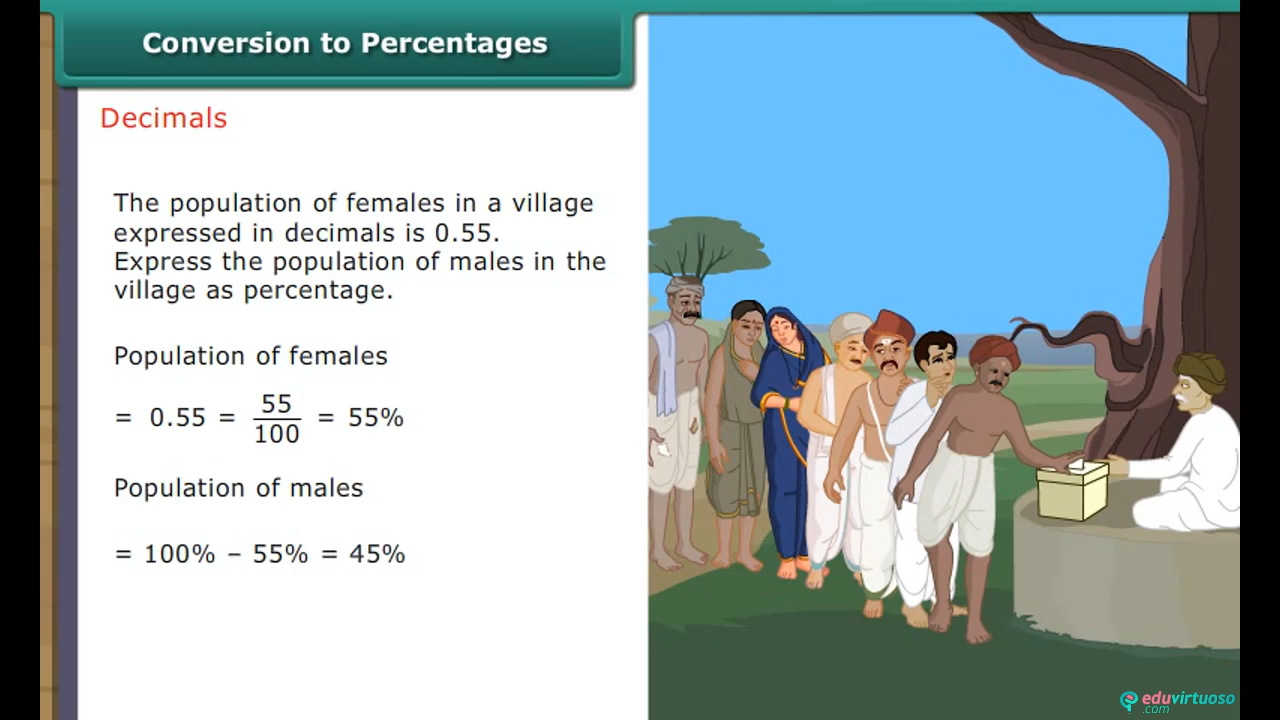 Conversion to Percentages
Decimals
The population of females in a village
expressed in decimals is 0.55.
Express the population of males in the
village as percentage.
Population of females
= 0.55 = 55/100 = 55%
Population of males
= 100% – 55% = 45%
eduvirtuoso
.com